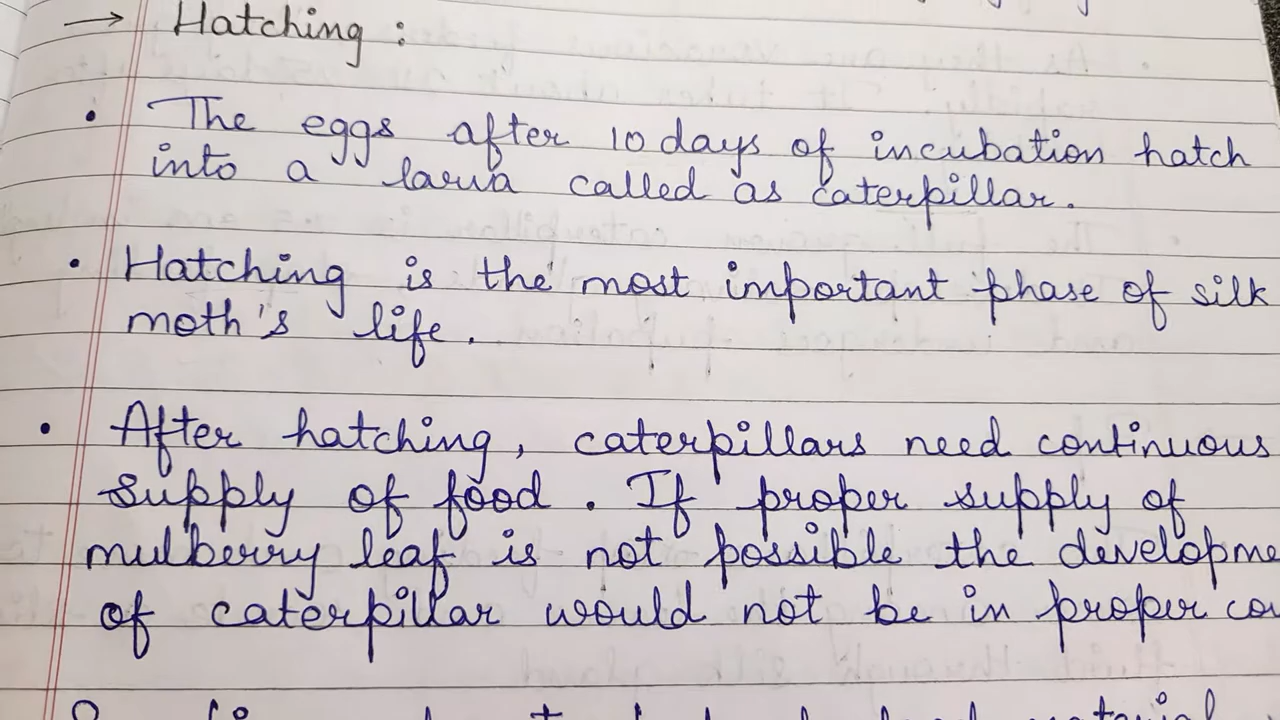 → Hatching :
• The eggs after 10 days of incubation hatch
into a larva called as caterpillar.
• Hatching is the most important phase of silk
moth's life.
• After hatching, caterpillars need continuous
supply of food. If proper supply of
mulberry leaf is not possible the developme
of caterpillar would not be in proper co